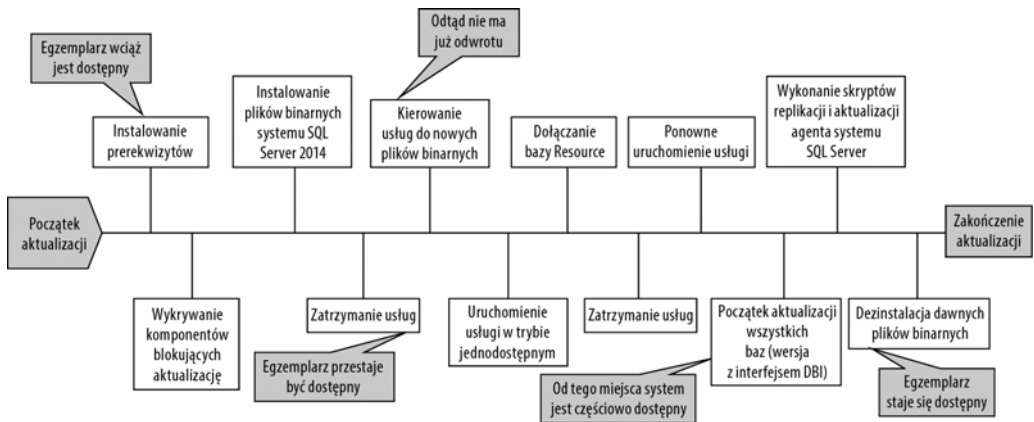 Egzemplarz wciąż
jest dostępny
Odtąd nie ma
już odwrotu
Instalowanie
prerekwizytów
Instalowanie
plików binarnych
systemu SQL
Server 2014
Kierowanie
usług do nowych
plików binarnych
Dołączanie
bazy Resource
Ponowne
uruchomienie usługi
Wykonanie skryptów
replikacji i aktualizacji
agenta systemu
SQL Server
Początek
aktualizacji
Zakończenie
aktualizacji
Wykrywanie
komponentów
blokujących
aktualizację
Zatrzymanie usług
Egzemplarz przestaje
być dostępny
Uruchomienie
usługi w trybie
jednodostępnym
Zatrzymanie usług
Początek aktualizacji
wszystkich
baz (wersja
z interfejsem DBI)
Od tego miejsca system
jest częściowo dostępny
Dezinstalacja dawnych
plików binarnych
Egzemplarz
staje się dostępny